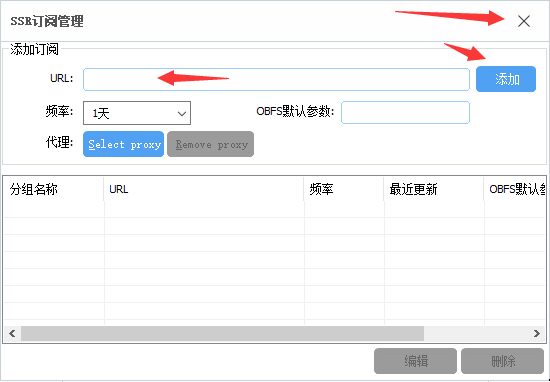 SSR订阅管理
添加订阅
URL: 添加
频率: 1天 OBFS默认参数:
代理: Select proxy Remove proxy
分组名称 URL 频率 最近更新 OBFS默认参
编辑 删除